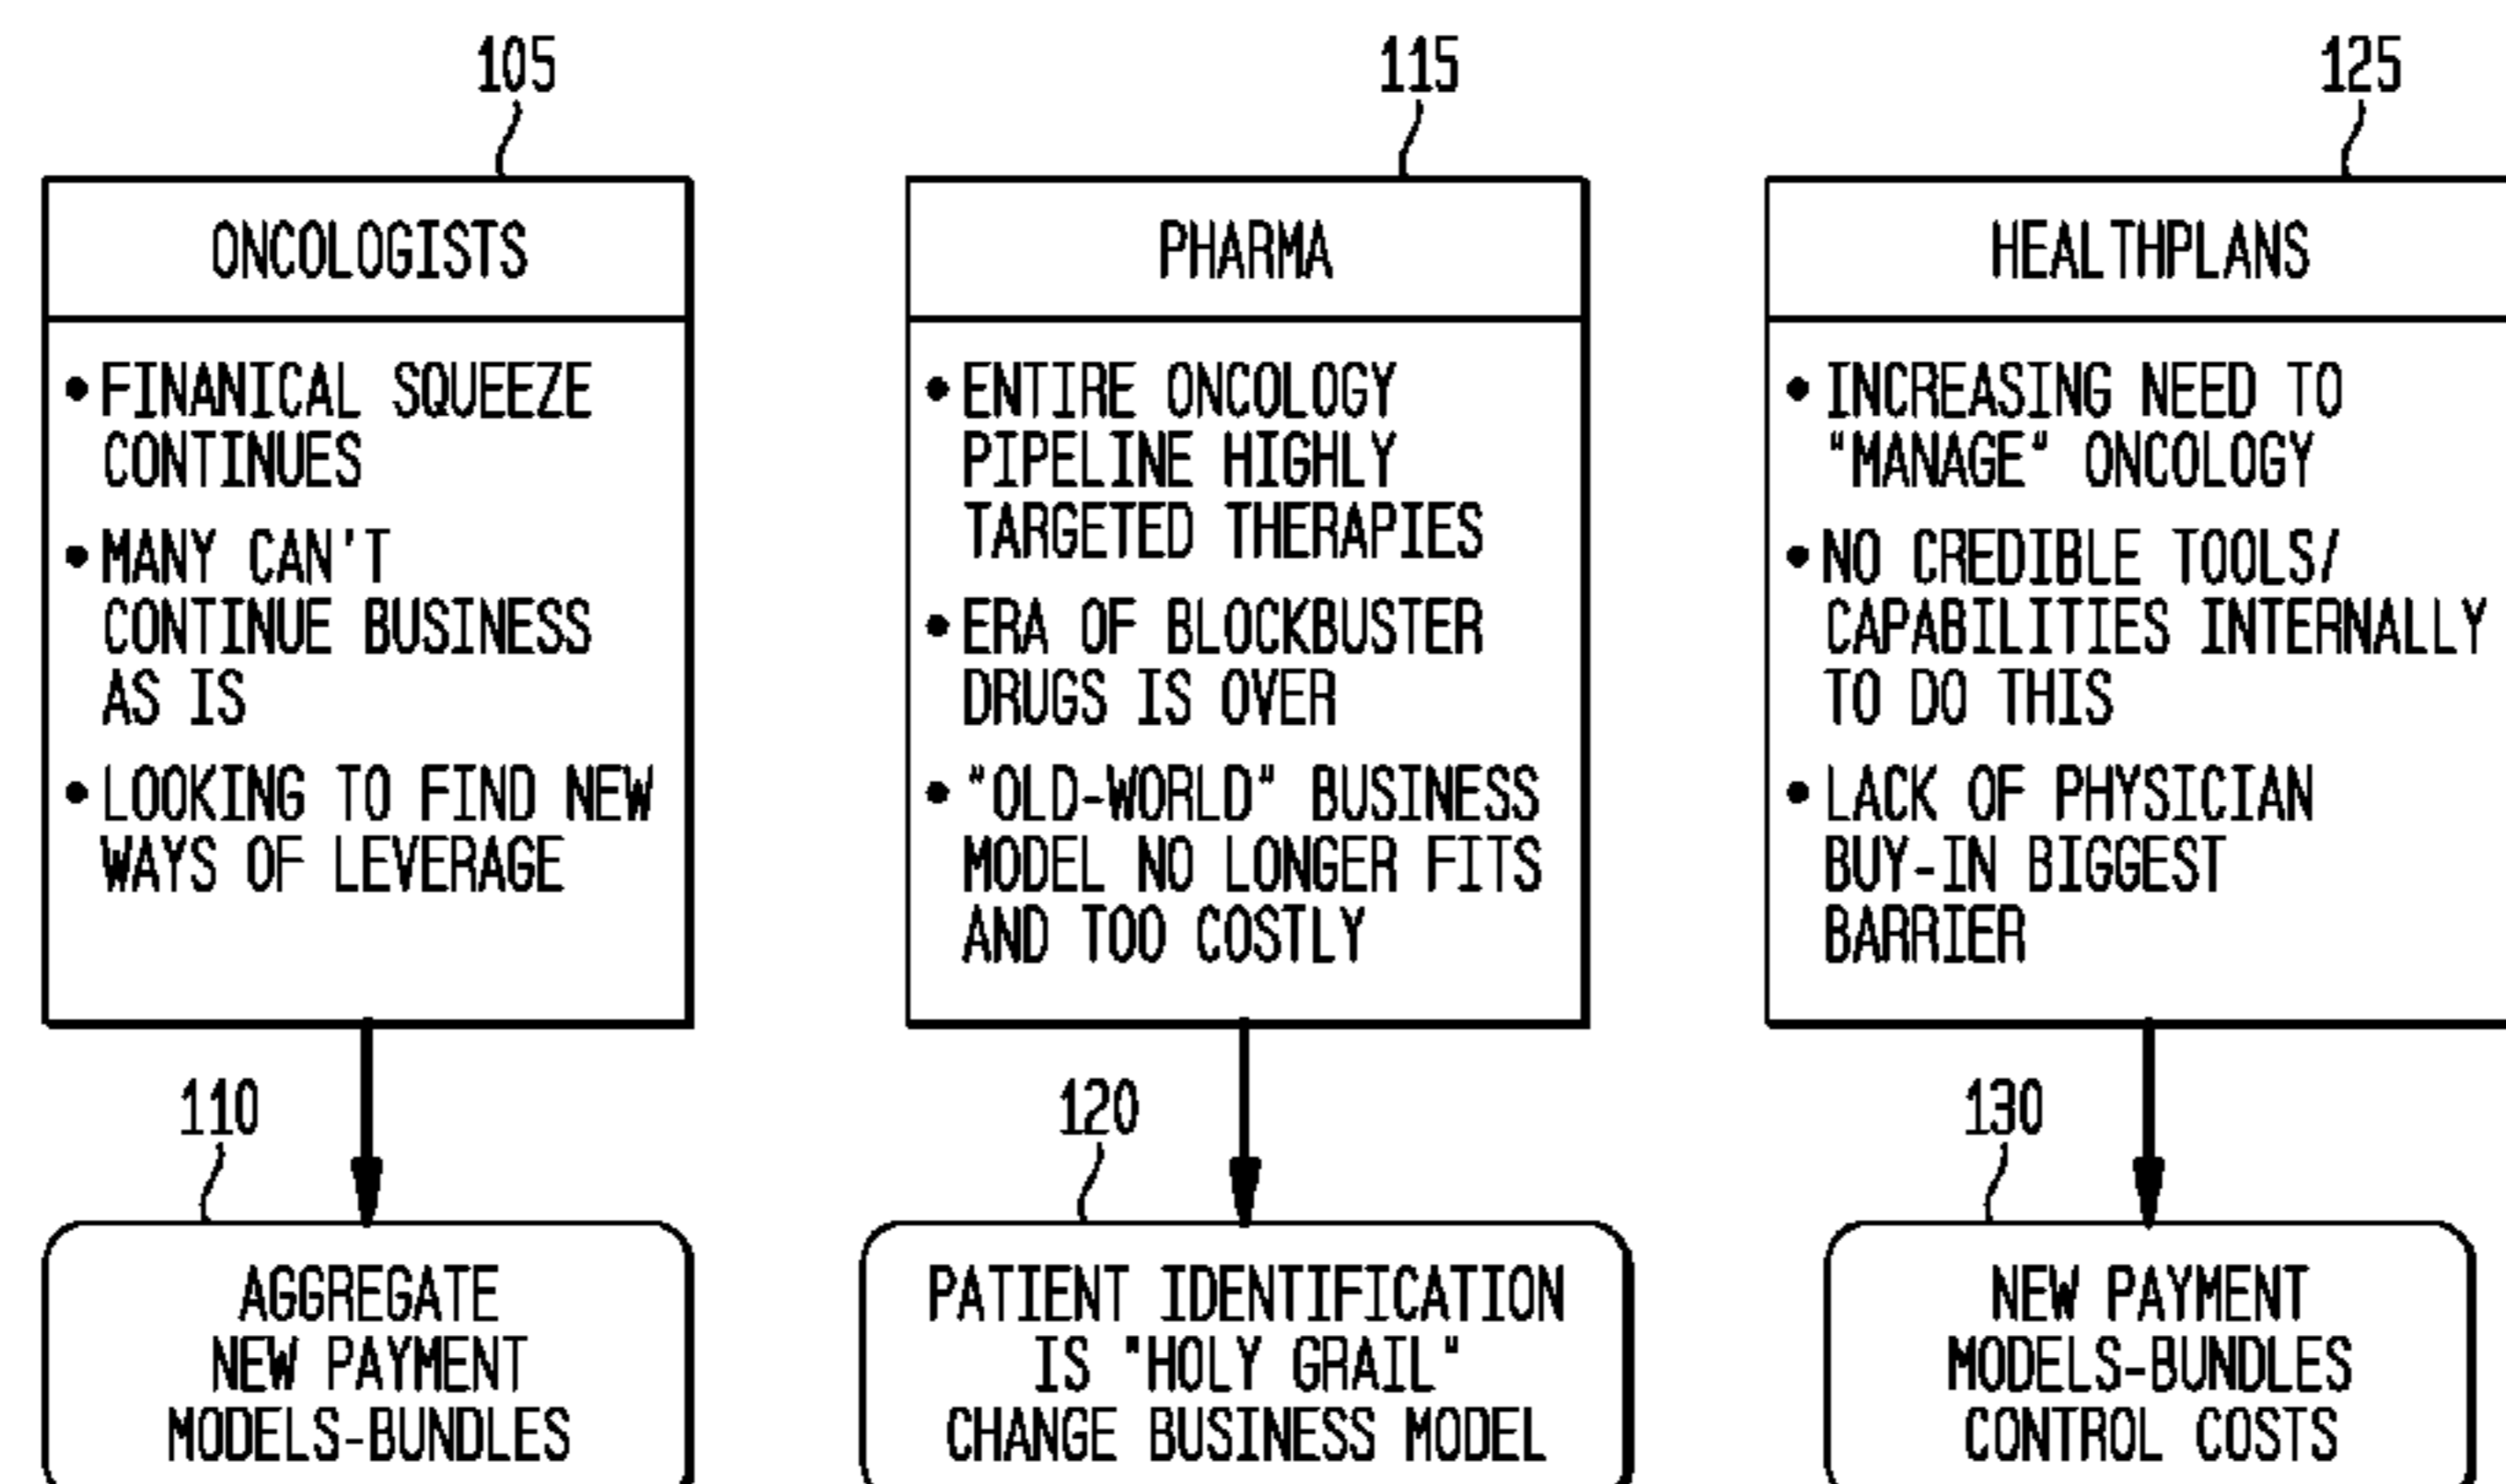 105
ONCOLOGISTS
• FINANICAL SQUEEZE
CONTINUES
• MANY CAN'T
CONTINUE BUSINESS
AS IS
• LOOKING TO FIND NEW
WAYS OF LEVERAGE
110
AGGREGATE
NEW PAYMENT
MODELS-BUNDLES
115
PHARMA
• ENTIRE ONCOLOGY
PIPELINE HIGHLY
TARGETED THERAPIES
• ERA OF BLOCKBUSTER
DRUGS IS OVER
• "OLD-WORLD" BUSINESS
MODEL NO LONGER FITS
AND TOO COSTLY
120
PATIENT IDENTIFICATION
IS "HOLY GRAIL"
CHANGE BUSINESS MODEL
125
HEALTHPLANS
• INCREASING NEED TO
"MANAGE" ONCOLOGY
• NO CREDIBLE TOOLS/
CAPABILITIES INTERNALLY
TO DO THIS
• LACK OF PHYSICIAN
BUY-IN BIGGEST
BARRIER
130
NEW PAYMENT
MODELS-BUNDLES
CONTROL COSTS